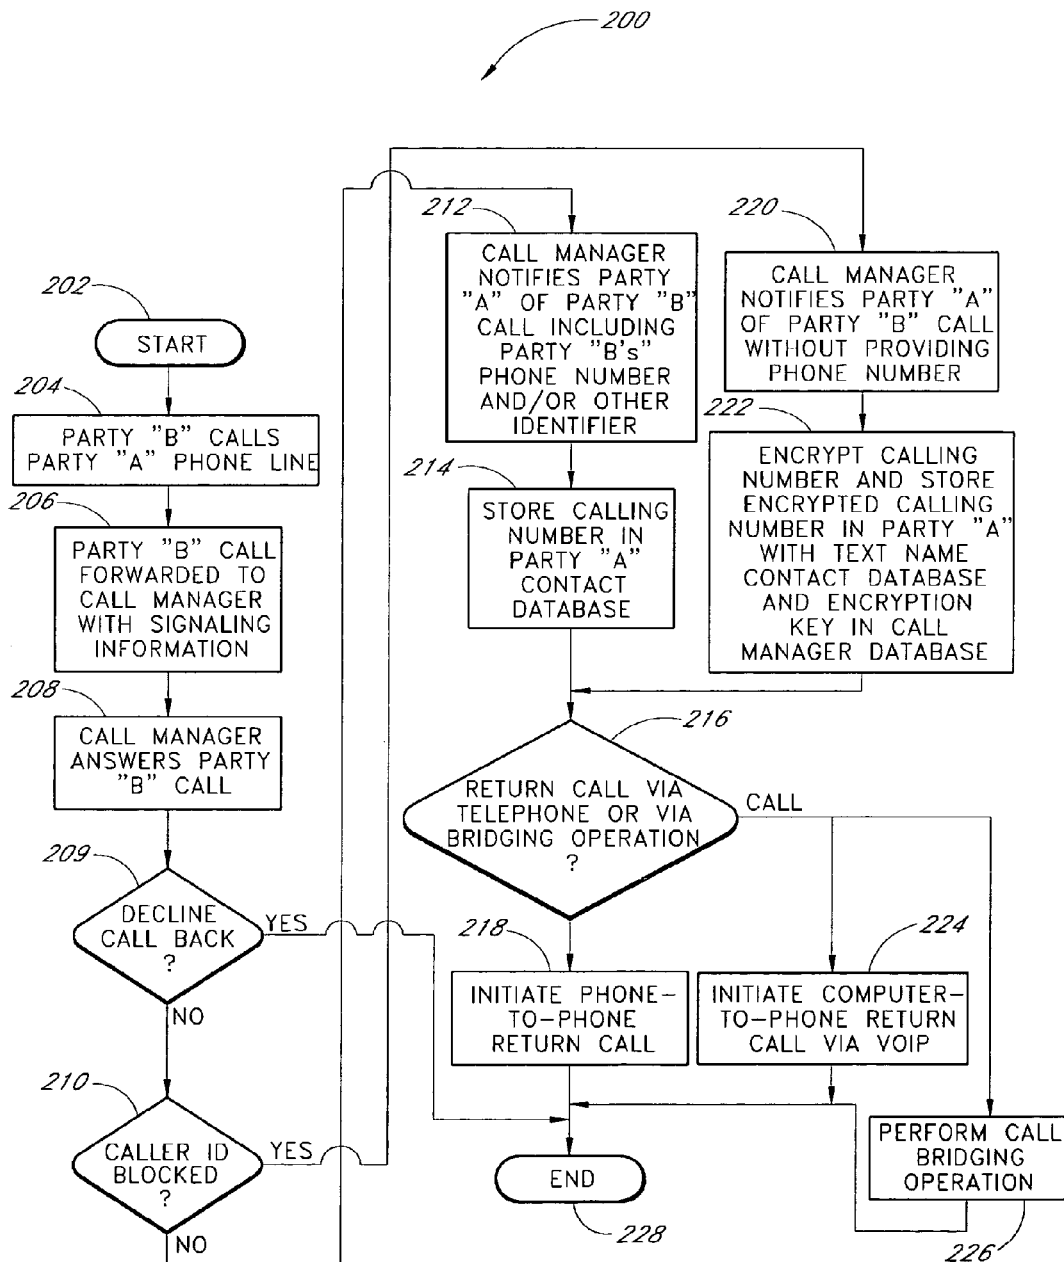 200
202
START
204
PARTY "B" CALLS
PARTY "A" PHONE LINE
206
PARTY "B" CALL
FORWARDED TO
CALL MANAGER
WITH SIGNALING
INFORMATION
208
CALL MANAGER
ANSWERS PARTY
"B" CALL
209
DECLINE
CALL BACK
?
YES
NO
210
CALLER ID
BLOCKED
?
YES
NO
212
CALL MANAGER
NOTIFIES PARTY
"A" OF PARTY "B"
CALL INCLUDING
PARTY "B's"
PHONE NUMBER
AND/OR OTHER
IDENTIFIER
214
STORE CALLING
NUMBER IN
PARTY "A"
CONTACT
DATABASE
220
CALL MANAGER
NOTIFIES PARTY "A"
OF PARTY "B" CALL
WITHOUT PROVIDING
PHONE NUMBER
222
ENCRYPT CALLING
NUMBER AND STORE
ENCRYPTED CALLING
NUMBER IN PARTY "A"
WITH TEXT NAME
CONTACT DATABASE
AND ENCRYPTION
KEY IN CALL
MANAGER DATABASE
216
RETURN CALL VIA
TELEPHONE OR VIA
BRIDGING OPERATION
?
CALL
218
INITIATE PHONE-
TO-PHONE
RETURN CALL
224
INITIATE COMPUTER-
TO-PHONE RETURN
CALL VIA VOIP
PERFORM CALL
BRIDGING
OPERATION
226
END
228